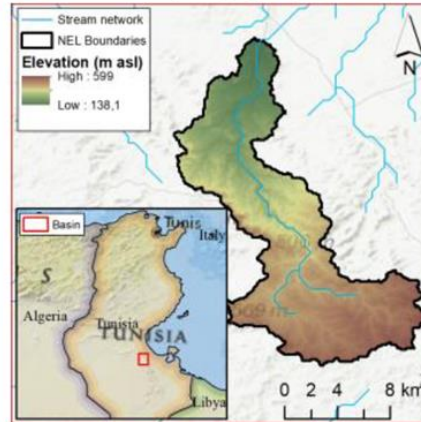 Stream network
NEL Boundaries
Elevation (m asl)
High : 599
Low : 138,1
N
Basin
Tunis
Italy
S
Algeria
Tunisia
TUNISIA
Libya
0 2 4 8 km